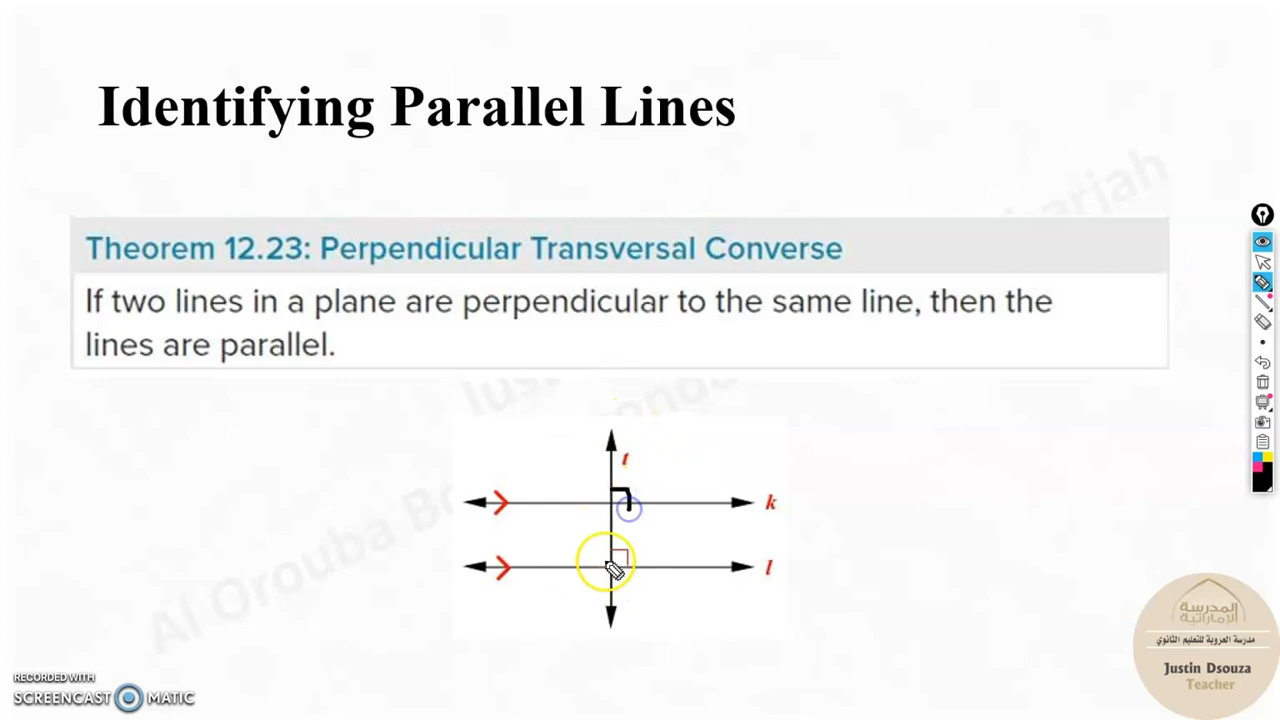 Identifying Parallel Lines
Theorem 12.23: Perpendicular Transversal Converse
If two lines in a plane are perpendicular to the same line, then the
lines are parallel.
t
k
l
Al Orouba
RECORDED WITH
SCREENCAST MATIC
المدرسة
الإماراتية
مدرسة العروبة للتعليم الثانوي
Justin Dsouza
Teacher